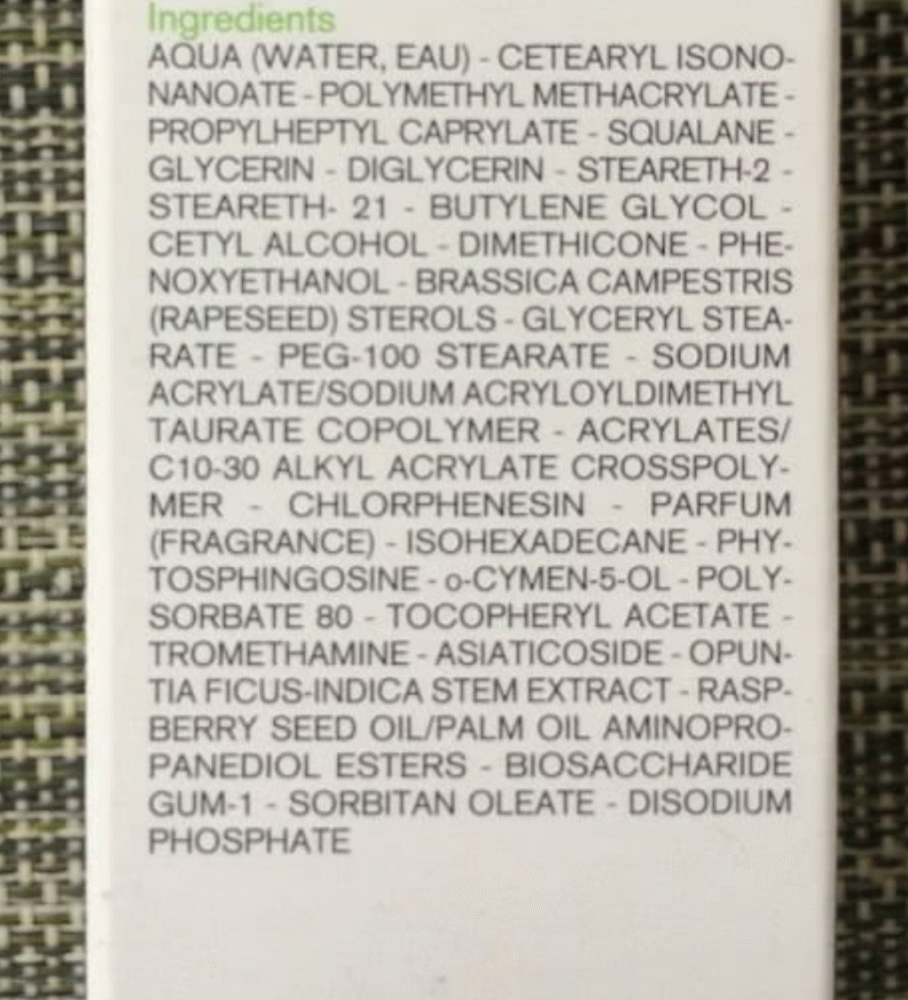 Ingredients
AQUA (WATER, EAU) - CETEARYL ISONO-
NANOATE - POLYMETHYL METHACRYLATE -
PROPYLHEPTYL CAPRYLATE - SQUALANE -
GLYCERIN - DIGLYCERIN - STEARETH-2 -
STEARETH- 21 - BUTYLENE GLYCOL -
CETYL ALCOHOL - DIMETHICONE - PHE-
NOXYETHANOL - BRASSICA CAMPESTRIS
(RAPESEED) STEROLS - GLYCERYL STEA-
RATE - PEG-100 STEARATE - SODIUM
ACRYLATE/SODIUM ACRYLOYLDIMETHYL
TAURATE COPOLYMER - ACRYLATES/
C10-30 ALKYL ACRYLATE CROSSPOLY-
MER - CHLORPHENESIN - PARFUM
(FRAGRANCE) - ISOHEXADECANE - PHY-
TOSPHINGOSINE - o-CYMEN-5-OL - POLY-
SORBATE 80 - TOCOPHERYL ACETATE -
TROMETHAMINE - ASIATICOSIDE - OPUN-
TIA FICUS-INDICA STEM EXTRACT - RASP-
BERRY SEED OIL/PALM OIL AMINOPRO-
PANEDIOL ESTERS - BIOSACCHARIDE
GUM-1 - SORBITAN OLEATE - DISODIUM
PHOSPHATE